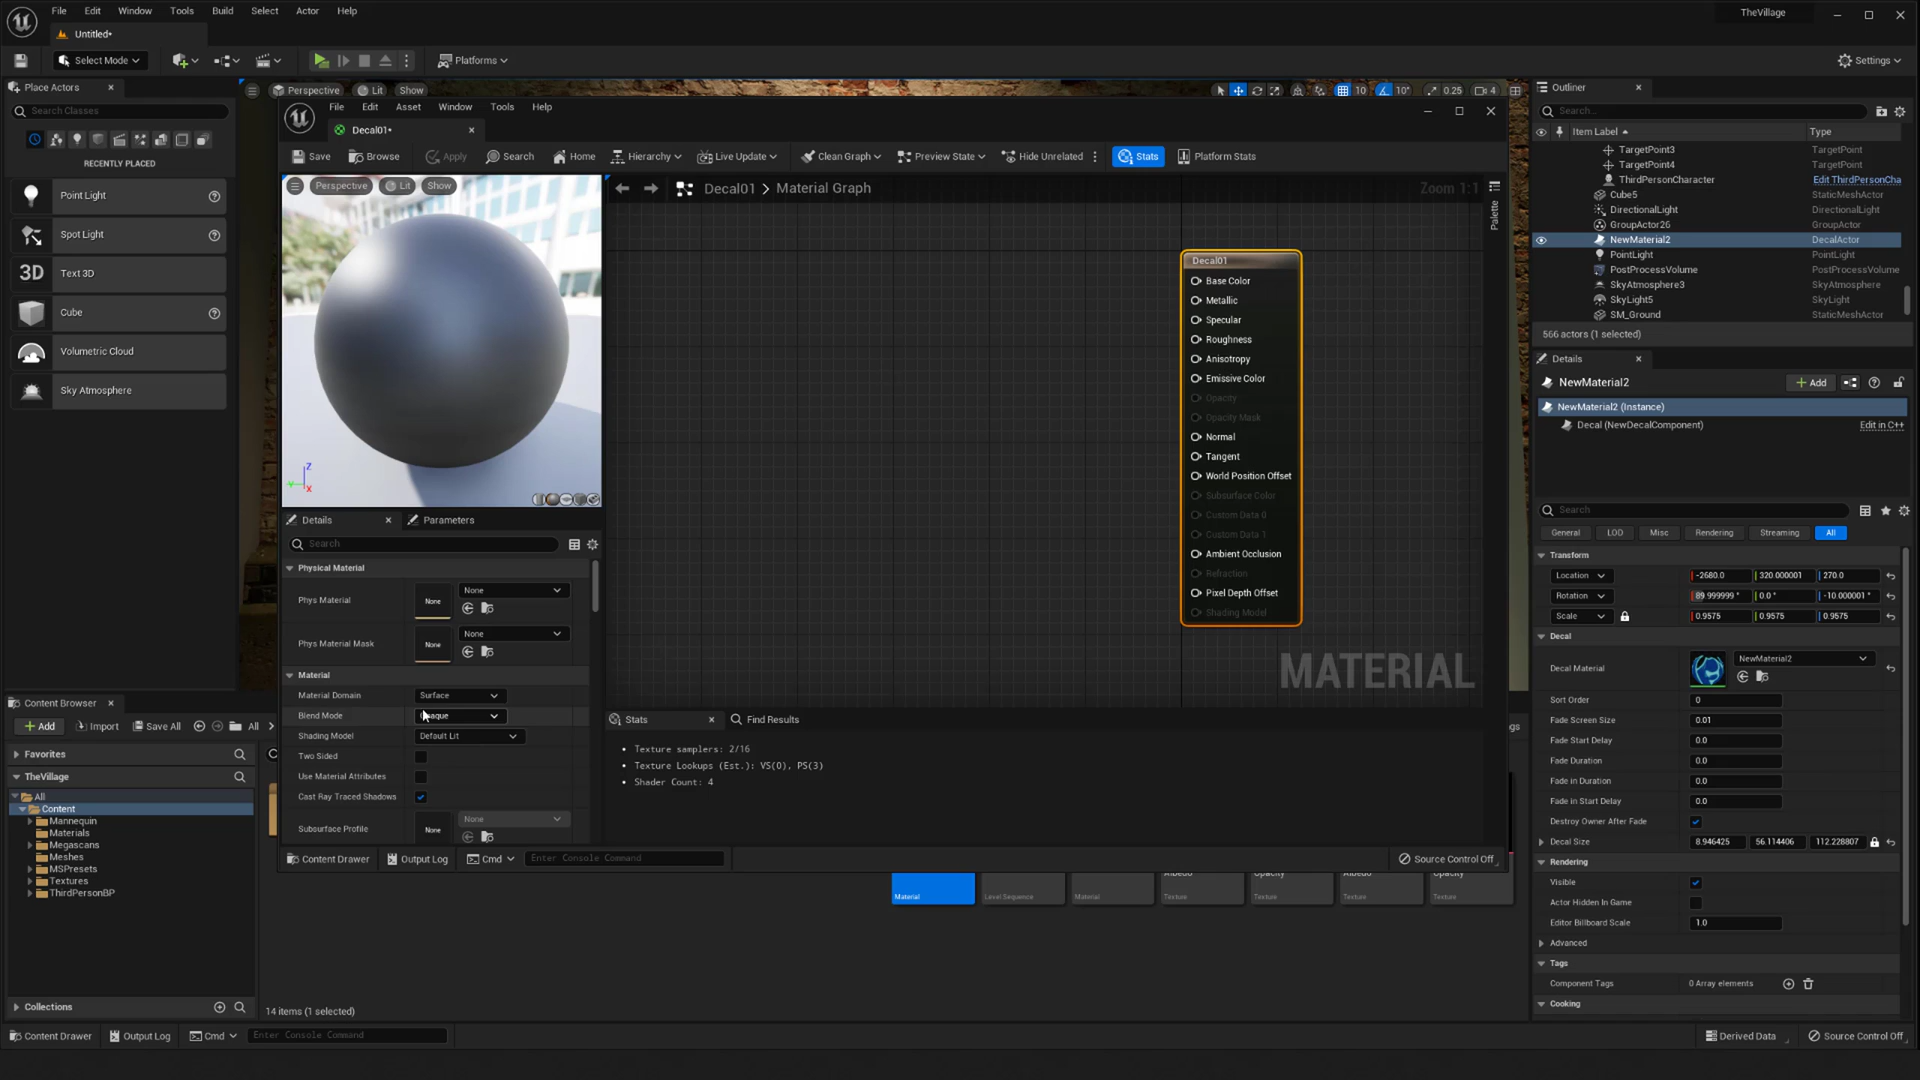 File Edit Window Tools Build Select Actor Help
TheVillage
Untitled*
Select Mode
Platforms
Settings
Place Actors
Search Classes
RECENTLY PLACED
Point Light
Spot Light
3D Text 3D
Cube
Volumetric Cloud
Sky Atmosphere
Perspective Lit Show
10 10° 0.25 4
File Edit Asset Window Tools Help
Decal01*
Save Browse Apply Search Home Hierarchy Live Update Clean Graph Preview State Hide Unrelated Stats Platform Stats
Perspective Lit Show
Z
Y
X
Decal01 > Material Graph
Zoom 1:1
Palette
Decal01
Base Color
Metallic
Specular
Roughness
Anisotropy
Emissive Color
Opacity
Opacity Mask
Normal
Tangent
World Position Offset
Subsurface Color
Custom Data 0
Custom Data 1
Ambient Occlusion
Refraction
Pixel Depth Offset
Shading Model
MATERIAL
Details Parameters
Search
Physical Material
Phys Material None None
Phys Material Mask None None
Material
Material Domain Surface
Blend Mode
Shading Model Default Lit
Two Sided
Use Material Attributes
Cast Ray Traced Shadows
Subsurface Profile None None
Stats Find Results
Texture samplers: 2/16
Texture Lookups (Est.): VS(0), PS(3)
Shader Count: 4
Content Drawer Output Log Cmd Enter Console Command Source Control Off
Outliner
Search...
Item Label Type
TargetPoint3 TargetPoint
TargetPoint4 TargetPoint
ThirdPersonCharacter Edit ThirdPersonCha
Cube5 StaticMeshActor
DirectionalLight DirectionalLight
GroupActor26 GroupActor
NewMaterial2 DecalActor
PointLight PointLight
PostProcessVolume PostProcessVolume
SkyAtmosphere3 SkyAtmosphere
SkyLight5 SkyLight
SM_Ground StaticMeshActor
566 actors (1 selected)
Details
NewMaterial2 Add
NewMaterial2 (Instance)
Decal (NewDecalComponent) Edit in C++
Search
General LOD Misc Rendering Streaming All
Transform
Location -2680.0 320.000001 270.0
Rotation 89.999999 ° 0.0 ° -10.000001 °
Scale 0.9575 0.9575 0.9575
Decal
Decal Material NewMaterial2
Sort Order 0
Fade Screen Size 0.01
Fade Start Delay 0.0
Fade Duration 0.0
Fade in Duration 0.0
Fade in Start Delay 0.0
Destroy Owner After Fade
Decal Size 8.946425 56.114406 112.228807
Rendering
Visible
Actor Hidden In Game
Editor Billboard Scale 1.0
Advanced
Tags
Component Tags 0 Array elements
Cooking
Content Browser
Add Import Save All All
Favorites
TheVillage
All
Content
Mannequin
Materials
Megascans
Meshes
MSPresets
Textures
ThirdPersonBP
Collections
Albedo Opacity Albedo Opacity
Material Level Sequence Material Texture Texture Texture Texture
14 items (1 selected)
Content Drawer Output Log Cmd Enter Console Command
Derived Data Source Control Off